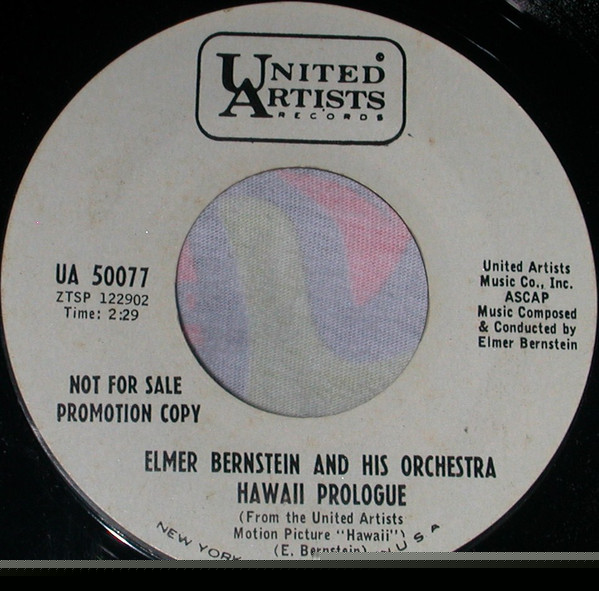 UNITED
ARTISTS
RECORDS
UA 50077
ZTSP 122902
Time: 2:29
United Artists
Music Co., Inc.
ASCAP
Music Composed
& Conducted by
Elmer Bernstein
NOT FOR SALE
PROMOTION COPY
ELMER BERNSTEIN AND HIS ORCHESTRA
HAWAII PROLOGUE
(From the United Artists
Motion Picture "Hawaii")
(E. Bernstein)
NEW YORK
USA